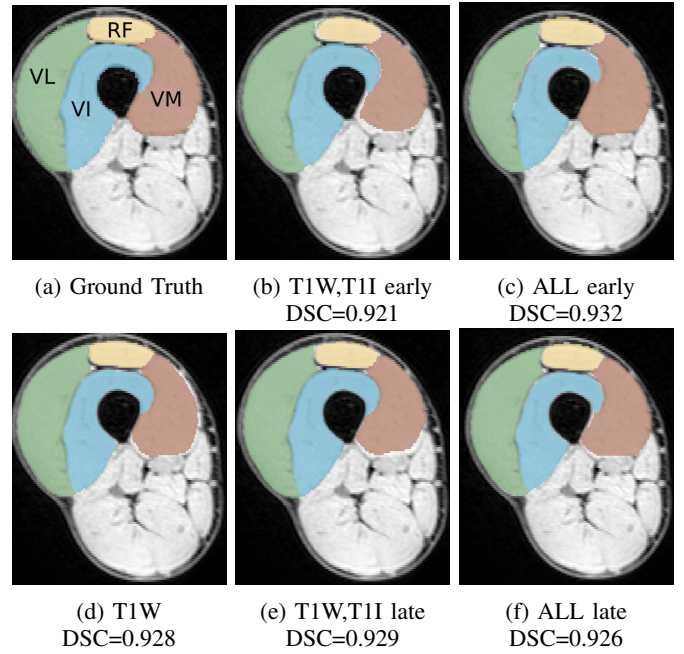 RF
VL
VI
VM
(a) Ground Truth
(b) T1W,T1I early
DSC=0.921
(c) ALL early
DSC=0.932
(d) T1W
DSC=0.928
(e) T1W,T1I late
DSC=0.929
(f) ALL late
DSC=0.926